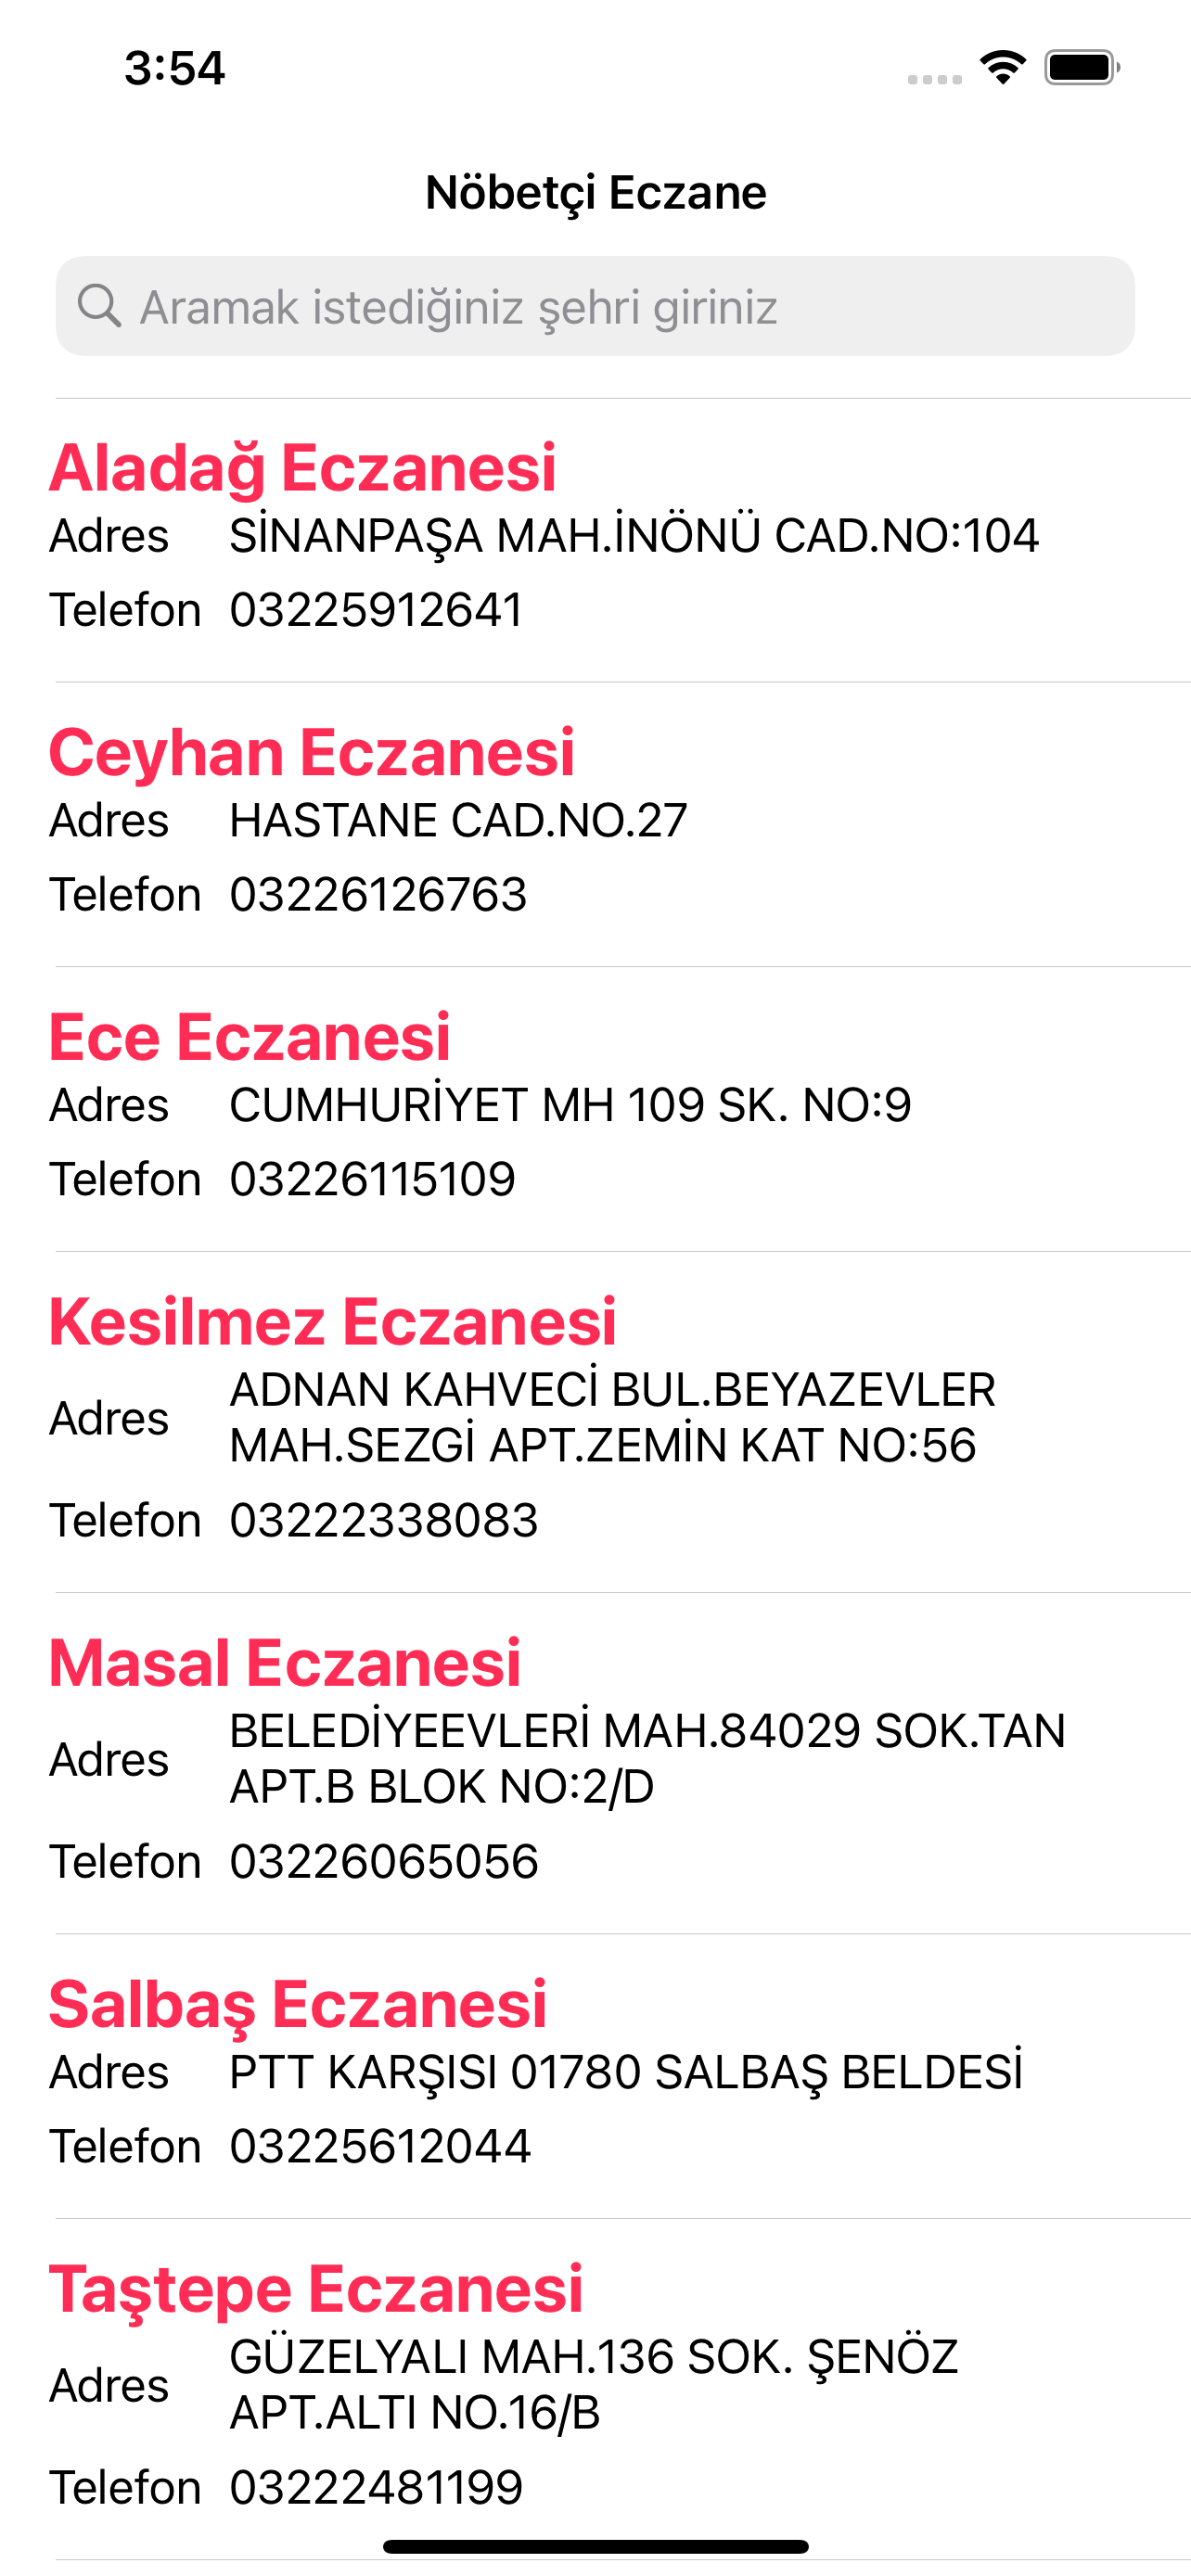 3:54
Nöbetçi Eczane
Aramak istediğiniz şehri giriniz
Aladağ Eczanesi
Adres SİNANPAŞA MAH.İNÖNÜ CAD.NO:104
Telefon 03225912641
Ceyhan Eczanesi
Adres HASTANE CAD.NO.27
Telefon 03226126763
Ece Eczanesi
Adres CUMHURİYET MH 109 SK. NO:9
Telefon 03226115109
Kesilmez Eczanesi
Adres ADNAN KAHVECİ BUL.BEYAZEVLER
MAH.SEZGİ APT.ZEMİN KAT NO:56
Telefon 03222338083
Masal Eczanesi
Adres BELEDİYEEVLERİ MAH.84029 SOK.TAN
APT.B BLOK NO:2/D
Telefon 03226065056
Salbaş Eczanesi
Adres PTT KARŞISI 01780 SALBAŞ BELDESİ
Telefon 03225612044
Taştepe Eczanesi
Adres GÜZELYALI MAH.136 SOK. ŞENÖZ
APT.ALTI NO.16/B
Telefon 03222481199